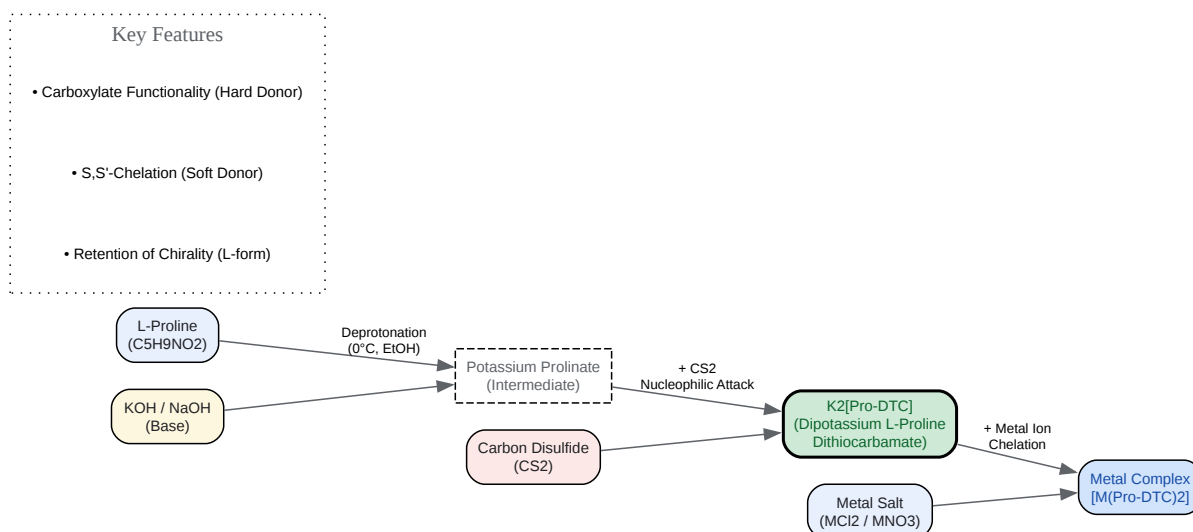 Key Features
• Carboxylate Functionality (Hard Donor)
• S,S'-Chelation (Soft Donor)
• Retention of Chirality (L-form)
L-Proline
(C5H9NO2)
Deprotonation
(0°C, EtOH)
KOH / NaOH
(Base)
Potassium Prolinate
(Intermediate)
+ CS2
Nucleophilic Attack
Carbon Disulfide
(CS2)
K2[Pro-DTC]
(Dipotassium L-Proline
Dithiocarbamate)
+ Metal Ion
Chelation
Metal Salt
(MCl2 / MNO3)
Metal Complex
[M(Pro-DTC)2]